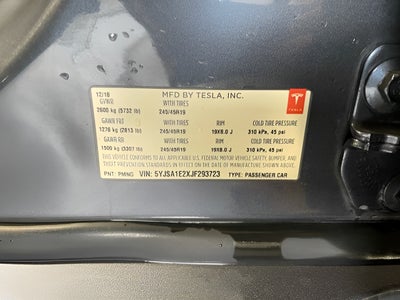 12/18 MFD BY TESLA, INC.
GVWR WITH TIRES
2600 kg (5732 lb) 245/45R19
GAWR FRT WITH TIRES RIM COLD TIRE PRESSURE
1276 kg (2813 lb) 245/45R19 19X8.0 J 310 kPa, 45 psi
GAWR RR WITH TIRES RIM COLD TIRE PRESSURE
1500 kg (3307 lb) 245/45R19 19X8.0 J 310 kPa, 45 psi
THIS VEHICLE CONFORMS TO ALL APPLICABLE U.S. FEDERAL MOTOR VEHICLE SAFETY, BUMPER, AND
THEFT PREVENTION STANDARDS IN EFFECT ON THE DATE OF MANUFACTURE SHOWN ABOVE.
PNT: PMNG VIN: 5YJSA1E2XJF293723 TYPE: PASSENGER CAR